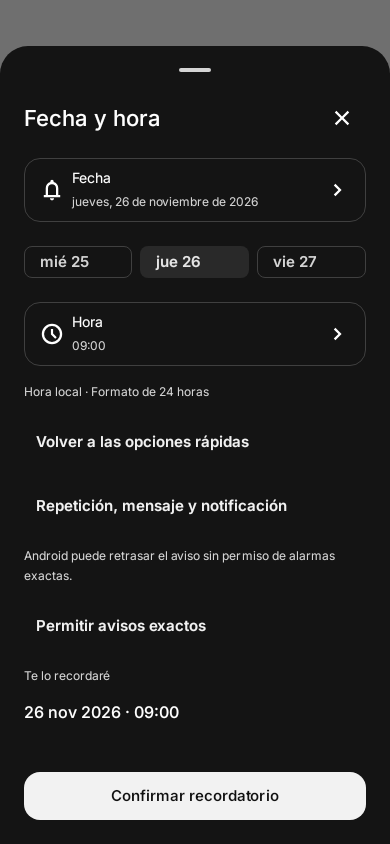 Fecha y hora
Fecha
jueves, 26 de noviembre de 2026
mié 25
jue 26
vie 27
Hora
09:00
Hora local · Formato de 24 horas
Volver a las opciones rápidas
Repetición, mensaje y notificación
Android puede retrasar el aviso sin permiso de alarmas
exactas.
Permitir avisos exactos
Te lo recordaré
26 nov 2026 · 09:00
Confirmar recordatorio